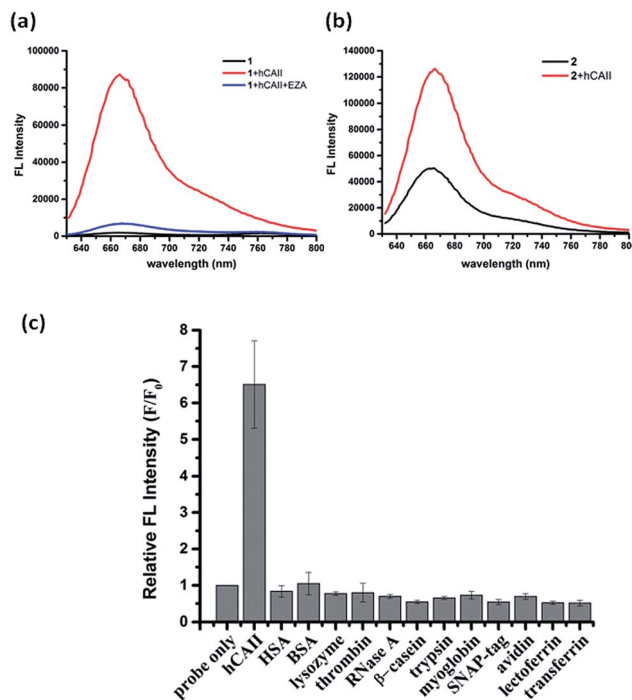 (a)
100000
80000
60000
40000
20000
0
FL Intensity
640 660 680 700 720 740 760 780 800
wavelength (nm)
1
1+hCAII
1+hCAII+EZA
(b)
140000
120000
100000
80000
60000
40000
20000
0
FL Intensity
640 660 680 700 720 740 760 780 80
wavelength (nm)
2
2+hCAII
(c)
8
7
6
5
4
3
2
1
0
Relative FL Intensity (F/F0)
probe only
hCAII
HSA
BSA
lysozyme
thrombin
RNase A
β-casein
trypsin
myoglobin
SNAP-tag
avidin
lectoferrin
transferrin